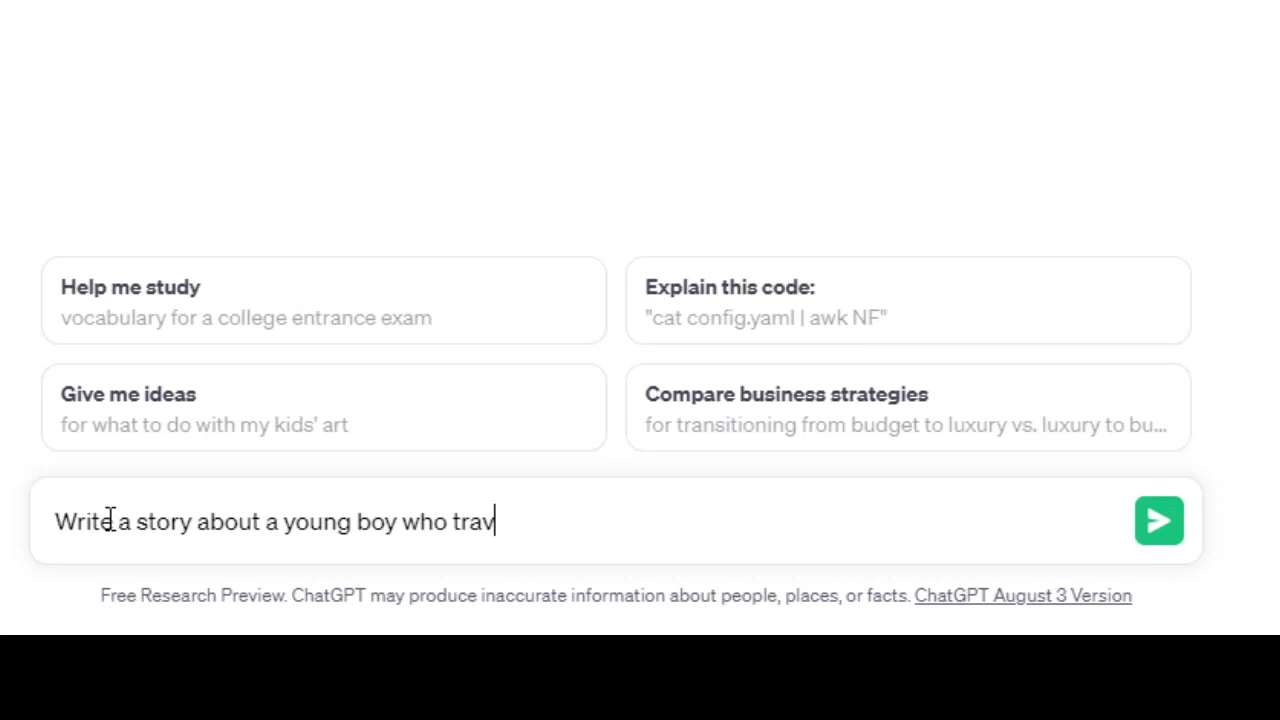 Help me study
vocabulary for a college entrance exam
Explain this code:
"cat config.yaml | awk NF"
Give me ideas
for what to do with my kids' art
Compare business strategies
for transitioning from budget to luxury vs. luxury to bu...
Write a story about a young boy who trav
Free Research Preview. ChatGPT may produce inaccurate information about people, places, or facts. ChatGPT August 3 Version